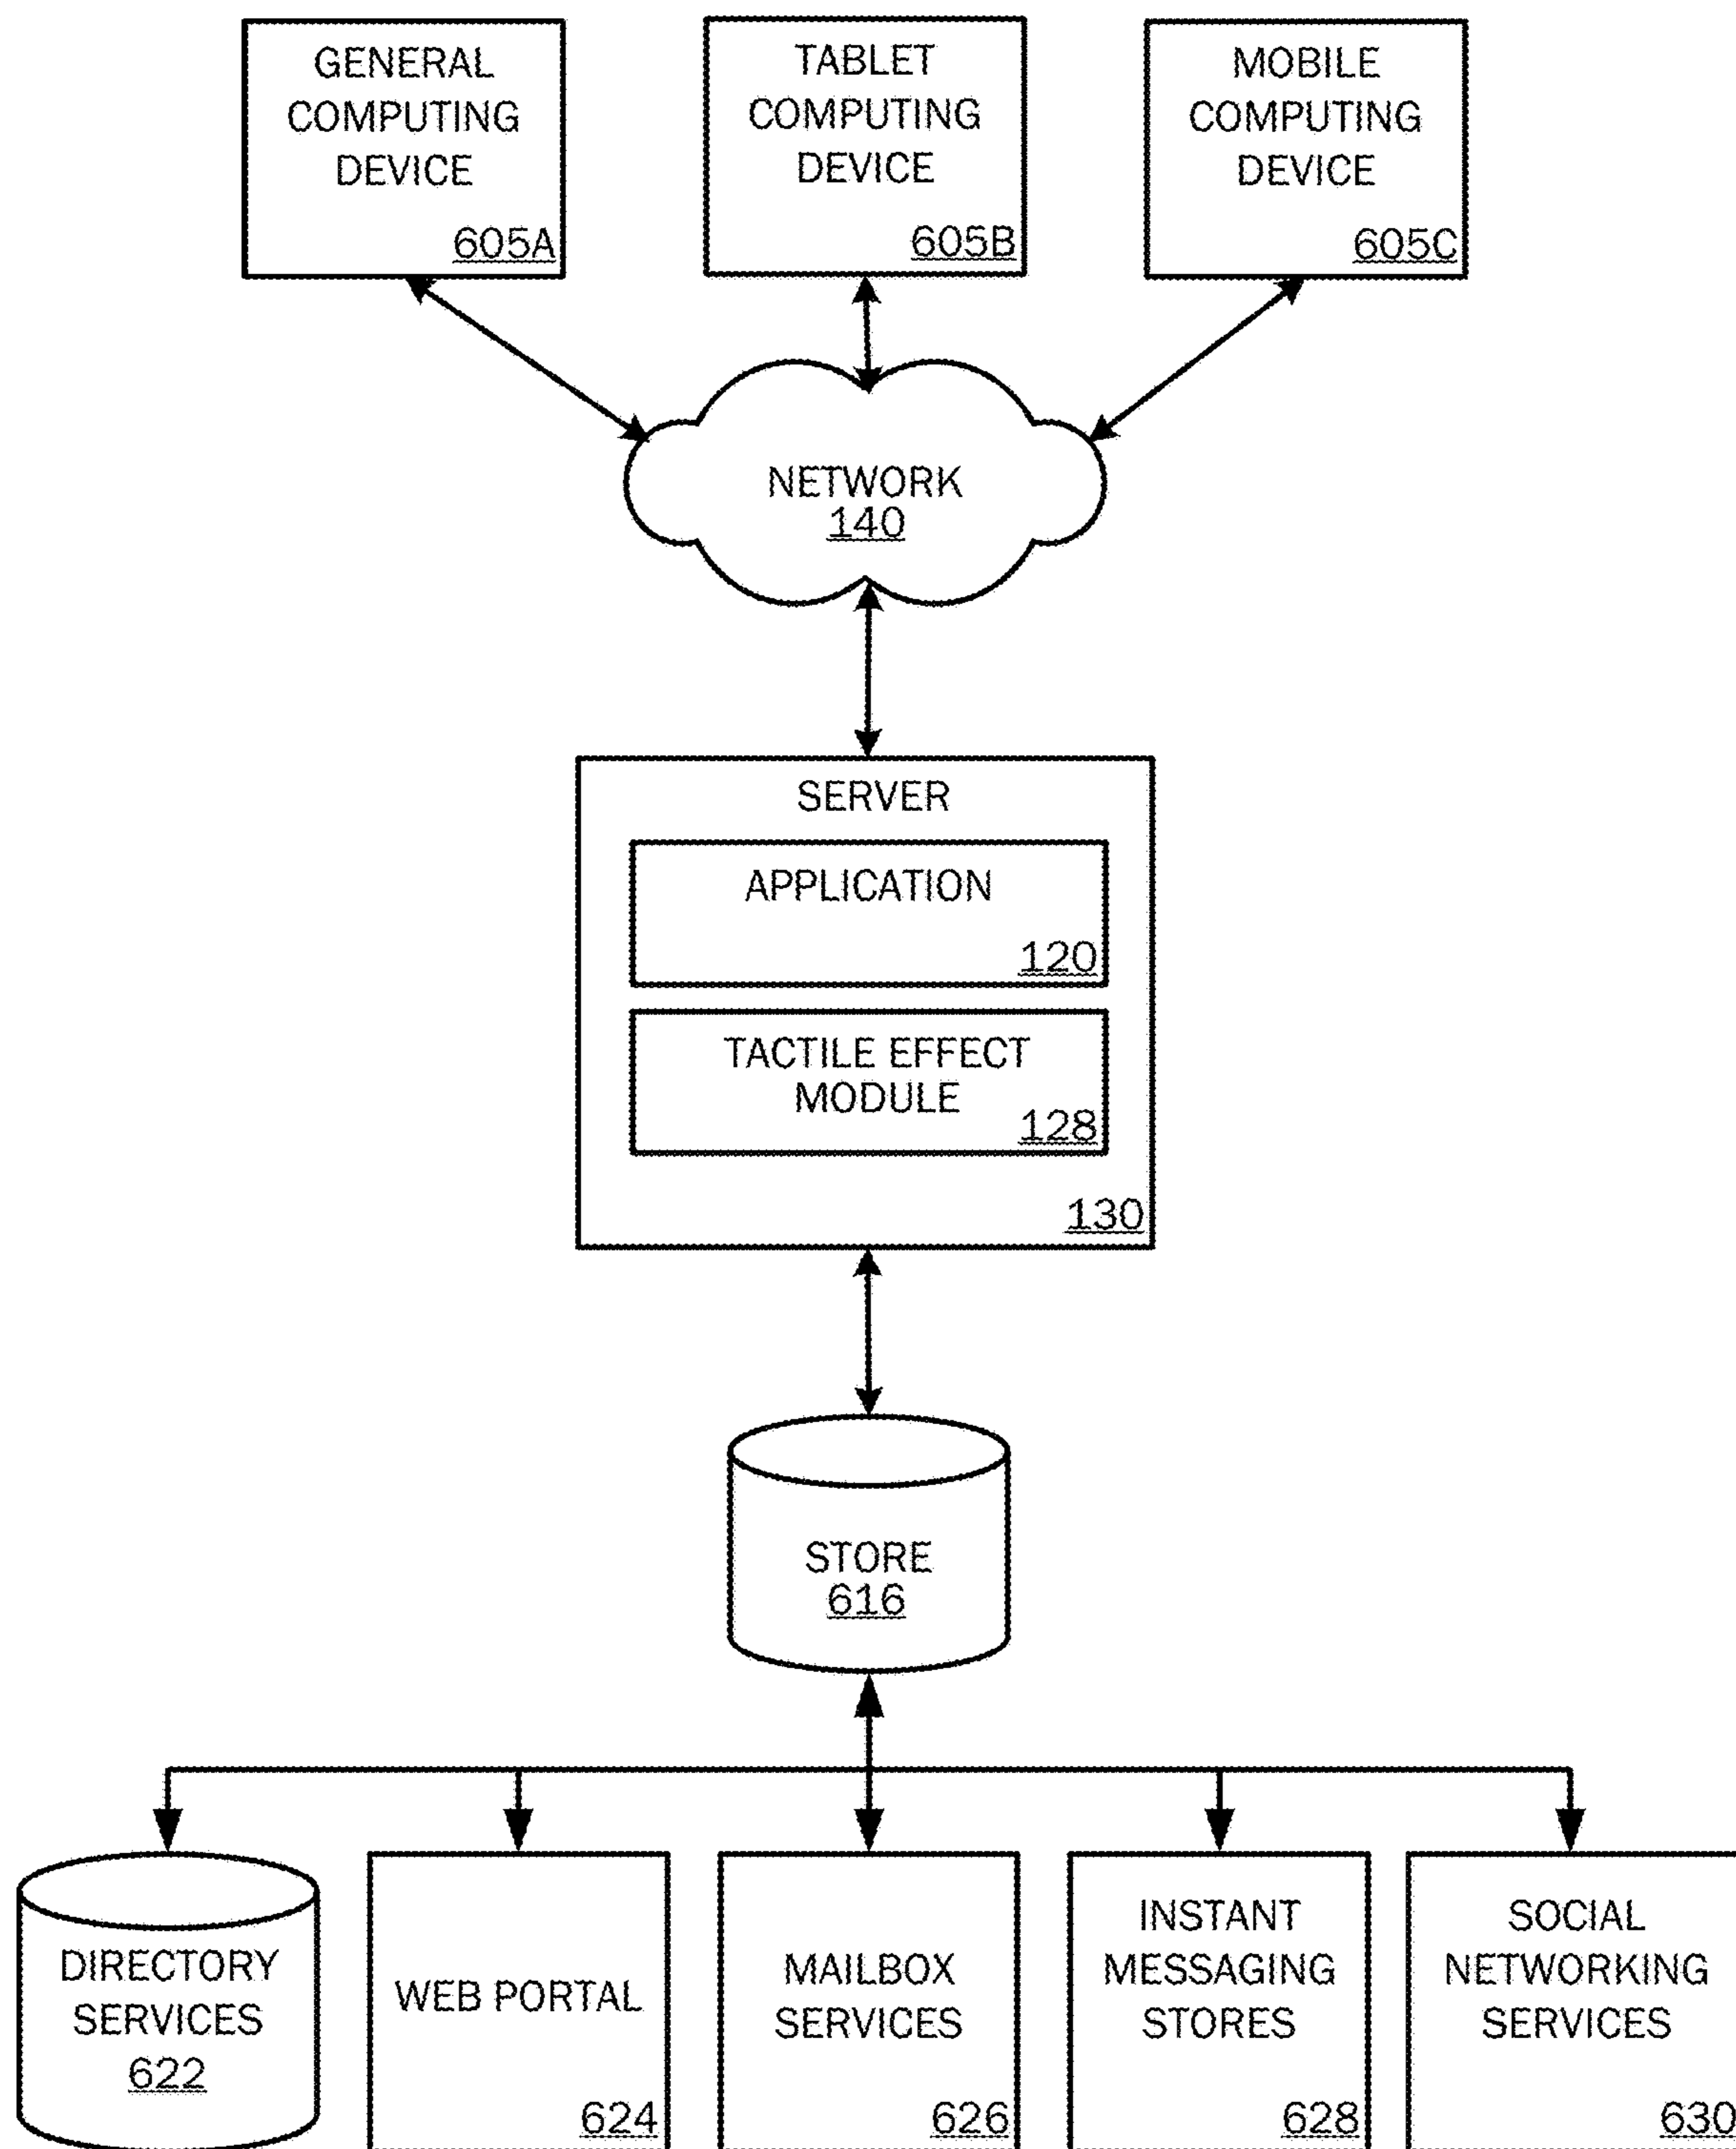 GENERAL
COMPUTING
DEVICE
605A
TABLET
COMPUTING
DEVICE
605B
MOBILE
COMPUTING
DEVICE
605C
NETWORK
140
SERVER
APPLICATION
120
TACTILE EFFECT
MODULE
128
130
STORE
616
DIRECTORY
SERVICES
622
WEB PORTAL
624
MAILBOX
SERVICES
626
INSTANT
MESSAGING
STORES
628
SOCIAL
NETWORKING
SERVICES
630